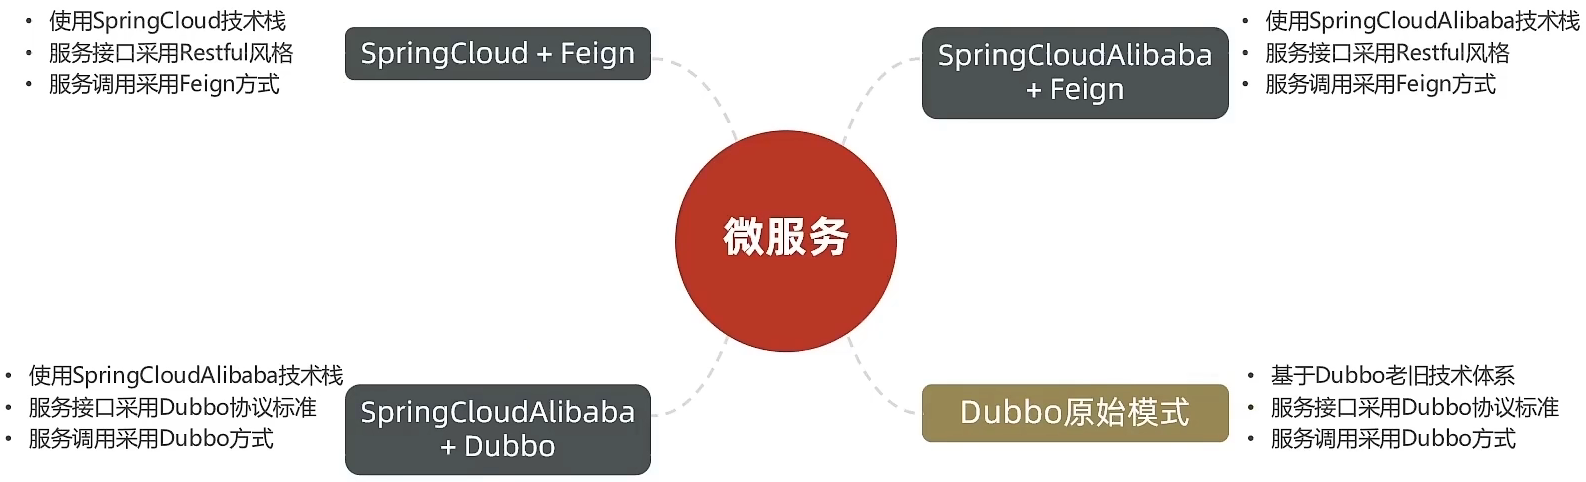 • 使用SpringCloud技术栈
• 服务接口采用Restful风格
• 服务调用采用Feign方式
SpringCloud + Feign
SpringCloudAlibaba
+ Feign
• 使用SpringCloudAlibaba技术栈
• 服务接口采用Restful风格
• 服务调用采用Feign方式
微服务
• 使用SpringCloudAlibaba技术栈
• 服务接口采用Dubbo协议标准
• 服务调用采用Dubbo方式
SpringCloudAlibaba
+ Dubbo
Dubbo原始模式
• 基于Dubbo老旧技术体系
• 服务接口采用Dubbo协议标准
• 服务调用采用Dubbo方式